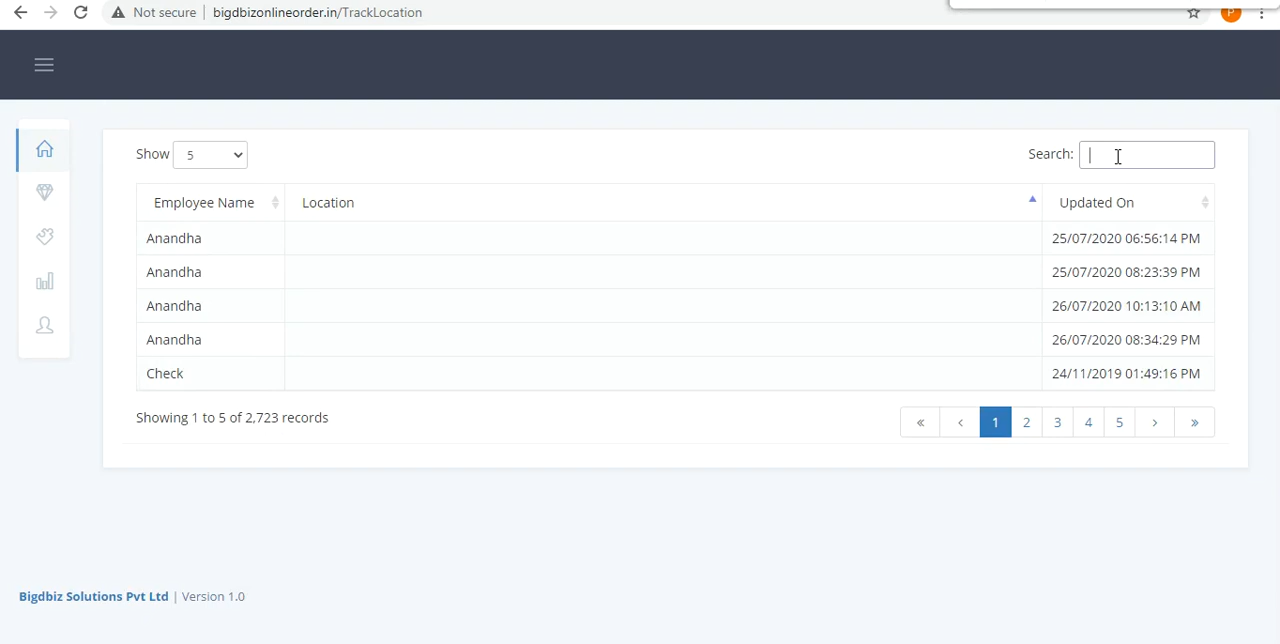 Not secure | bigdbizonlineorder.in/TrackLocation P
Show 5 Search:
Employee Name Location Updated On
Anandha 25/07/2020 06:56:14 PM
Anandha 25/07/2020 08:23:39 PM
Anandha 26/07/2020 10:13:10 AM
Anandha 26/07/2020 08:34:29 PM
Check 24/11/2019 01:49:16 PM
Showing 1 to 5 of 2,723 records « ‹ 1 2 3 4 5 › »
Bigdbiz Solutions Pvt Ltd | Version 1.0